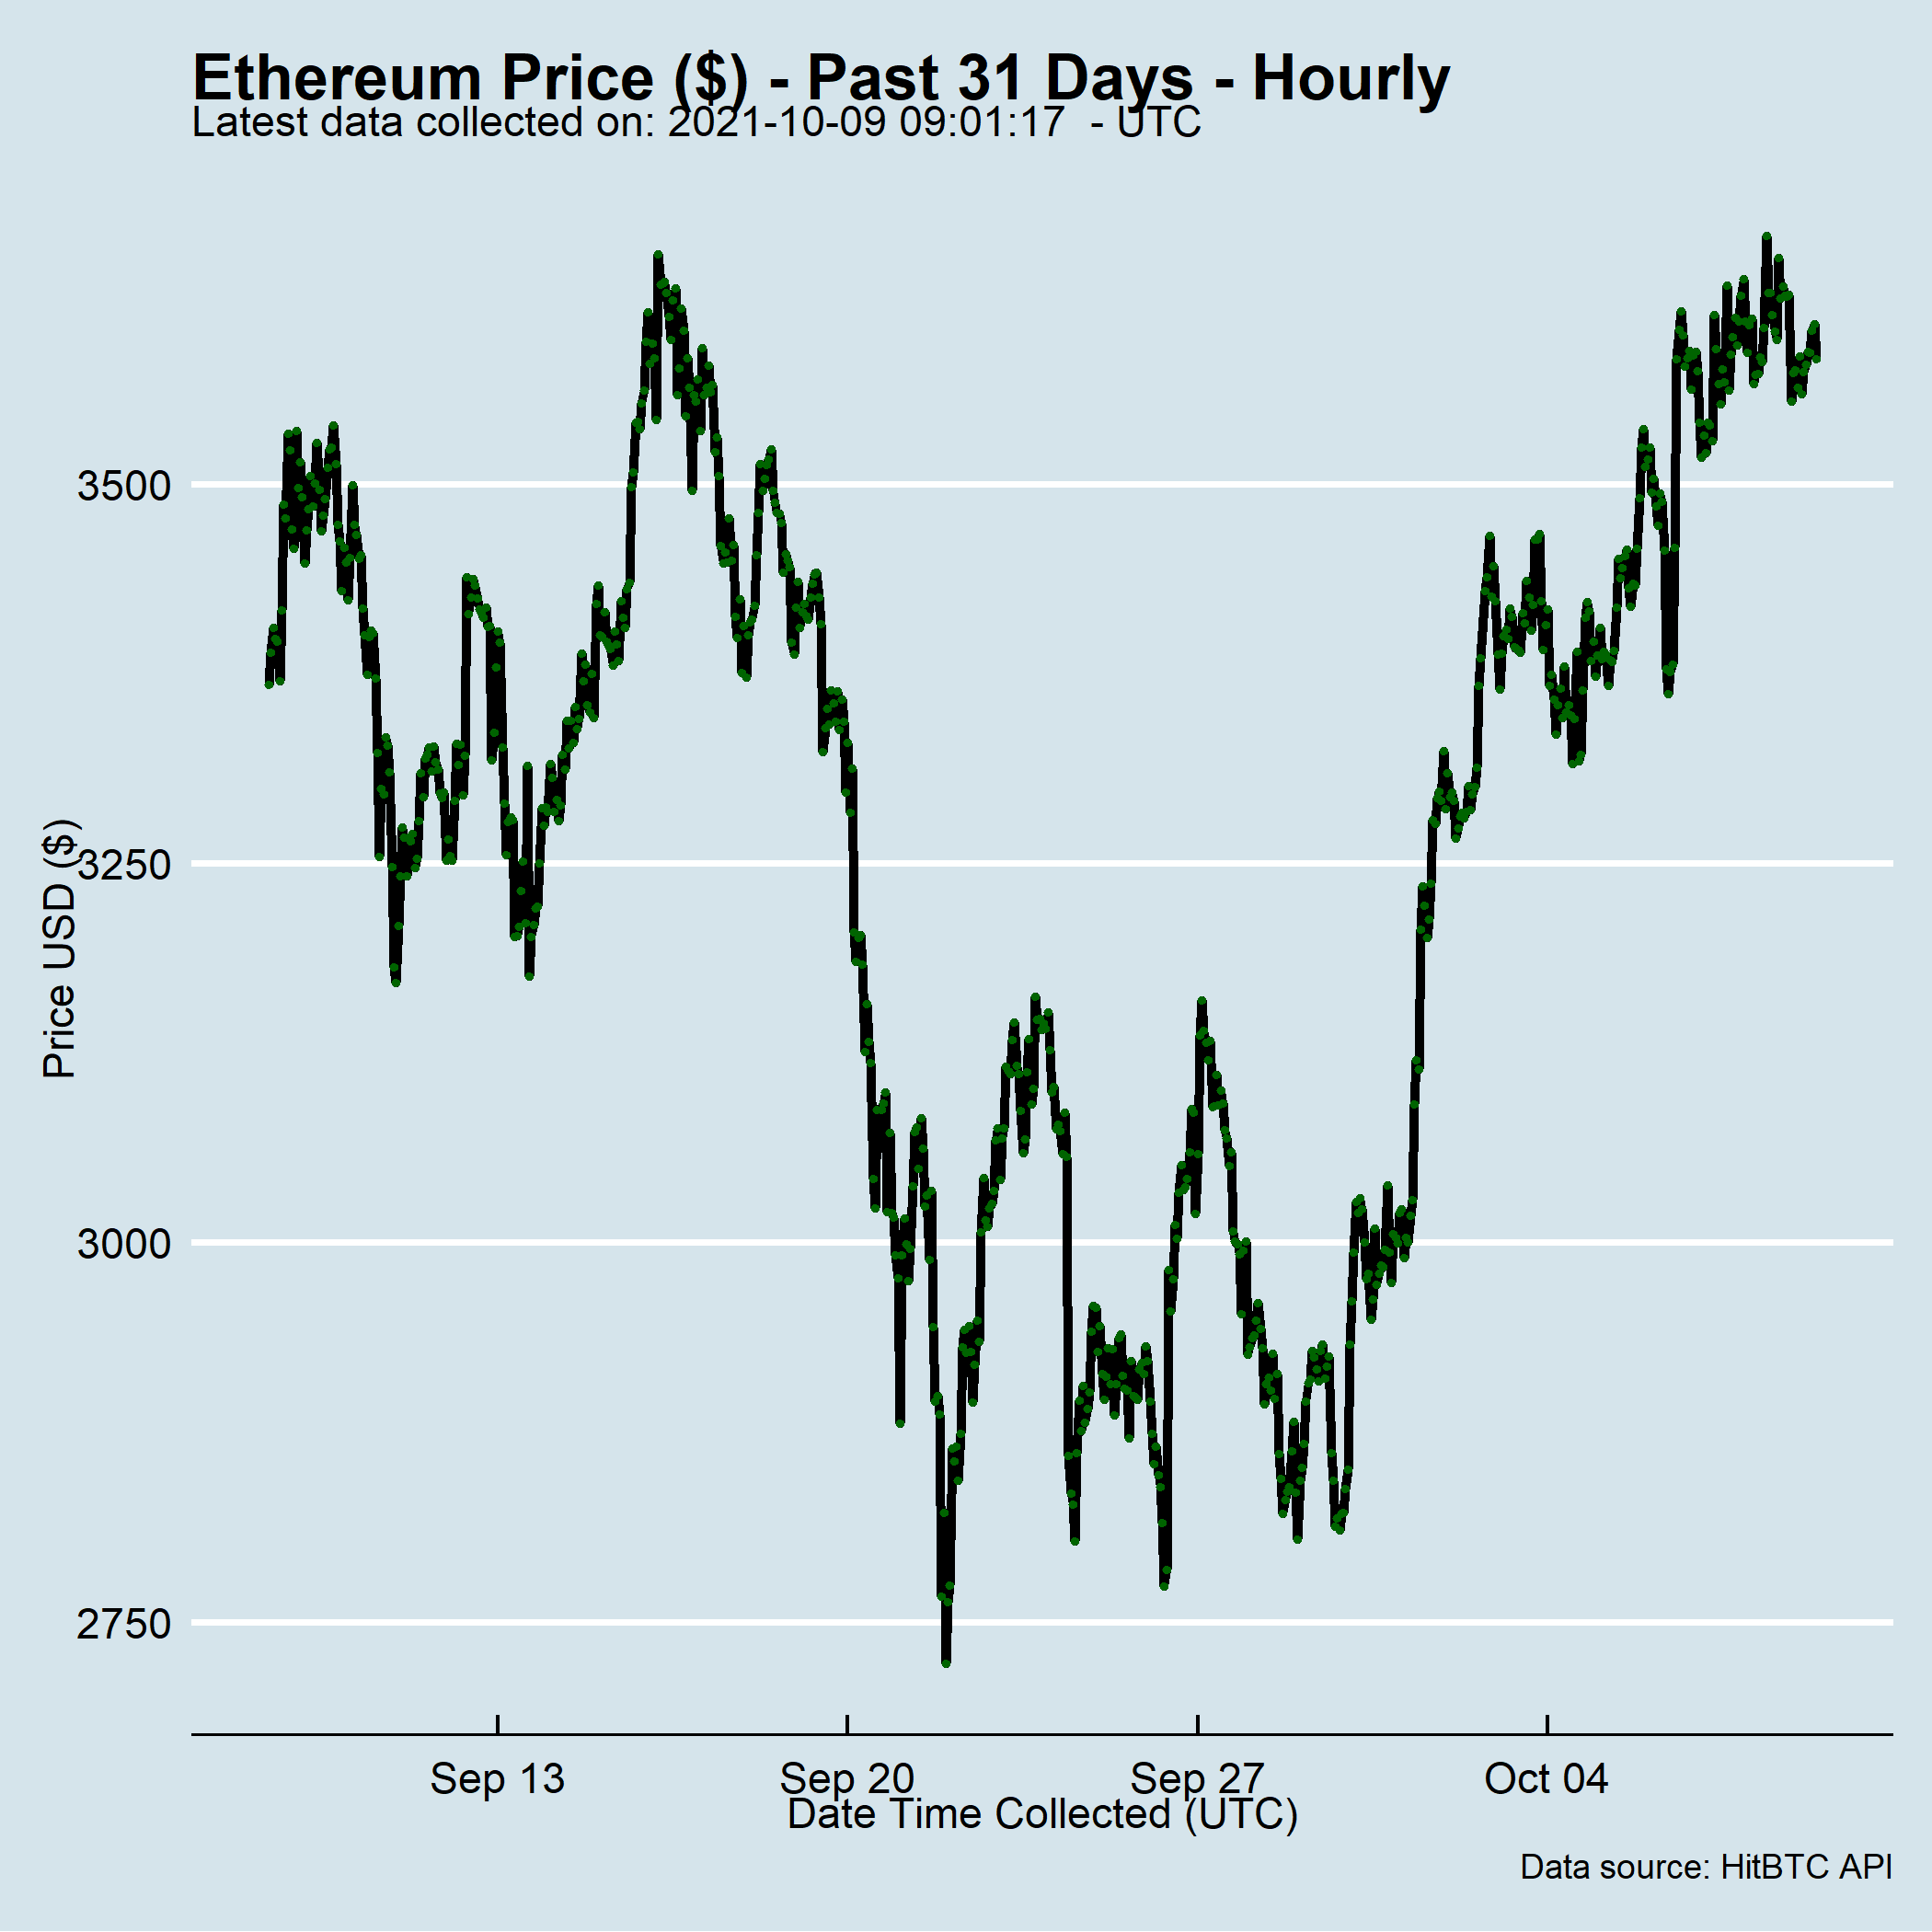 Ethereum Price ($) - Past 31 Days - Hourly
Latest data collected on: 2021-10-09 09:01:17  - UTC
Price USD ($)
3500
3250
3000
2750
Sep 13
Sep 20
Sep 27
Oct 04
Date Time Collected (UTC)
Data source: HitBTC API